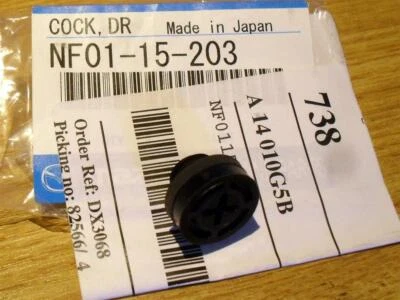 COCK, DR Made in Japan
NF01-15-203
738
A 14 010G5B
NF011
Order Ref: DX3068
Picking no: 82566/ 4